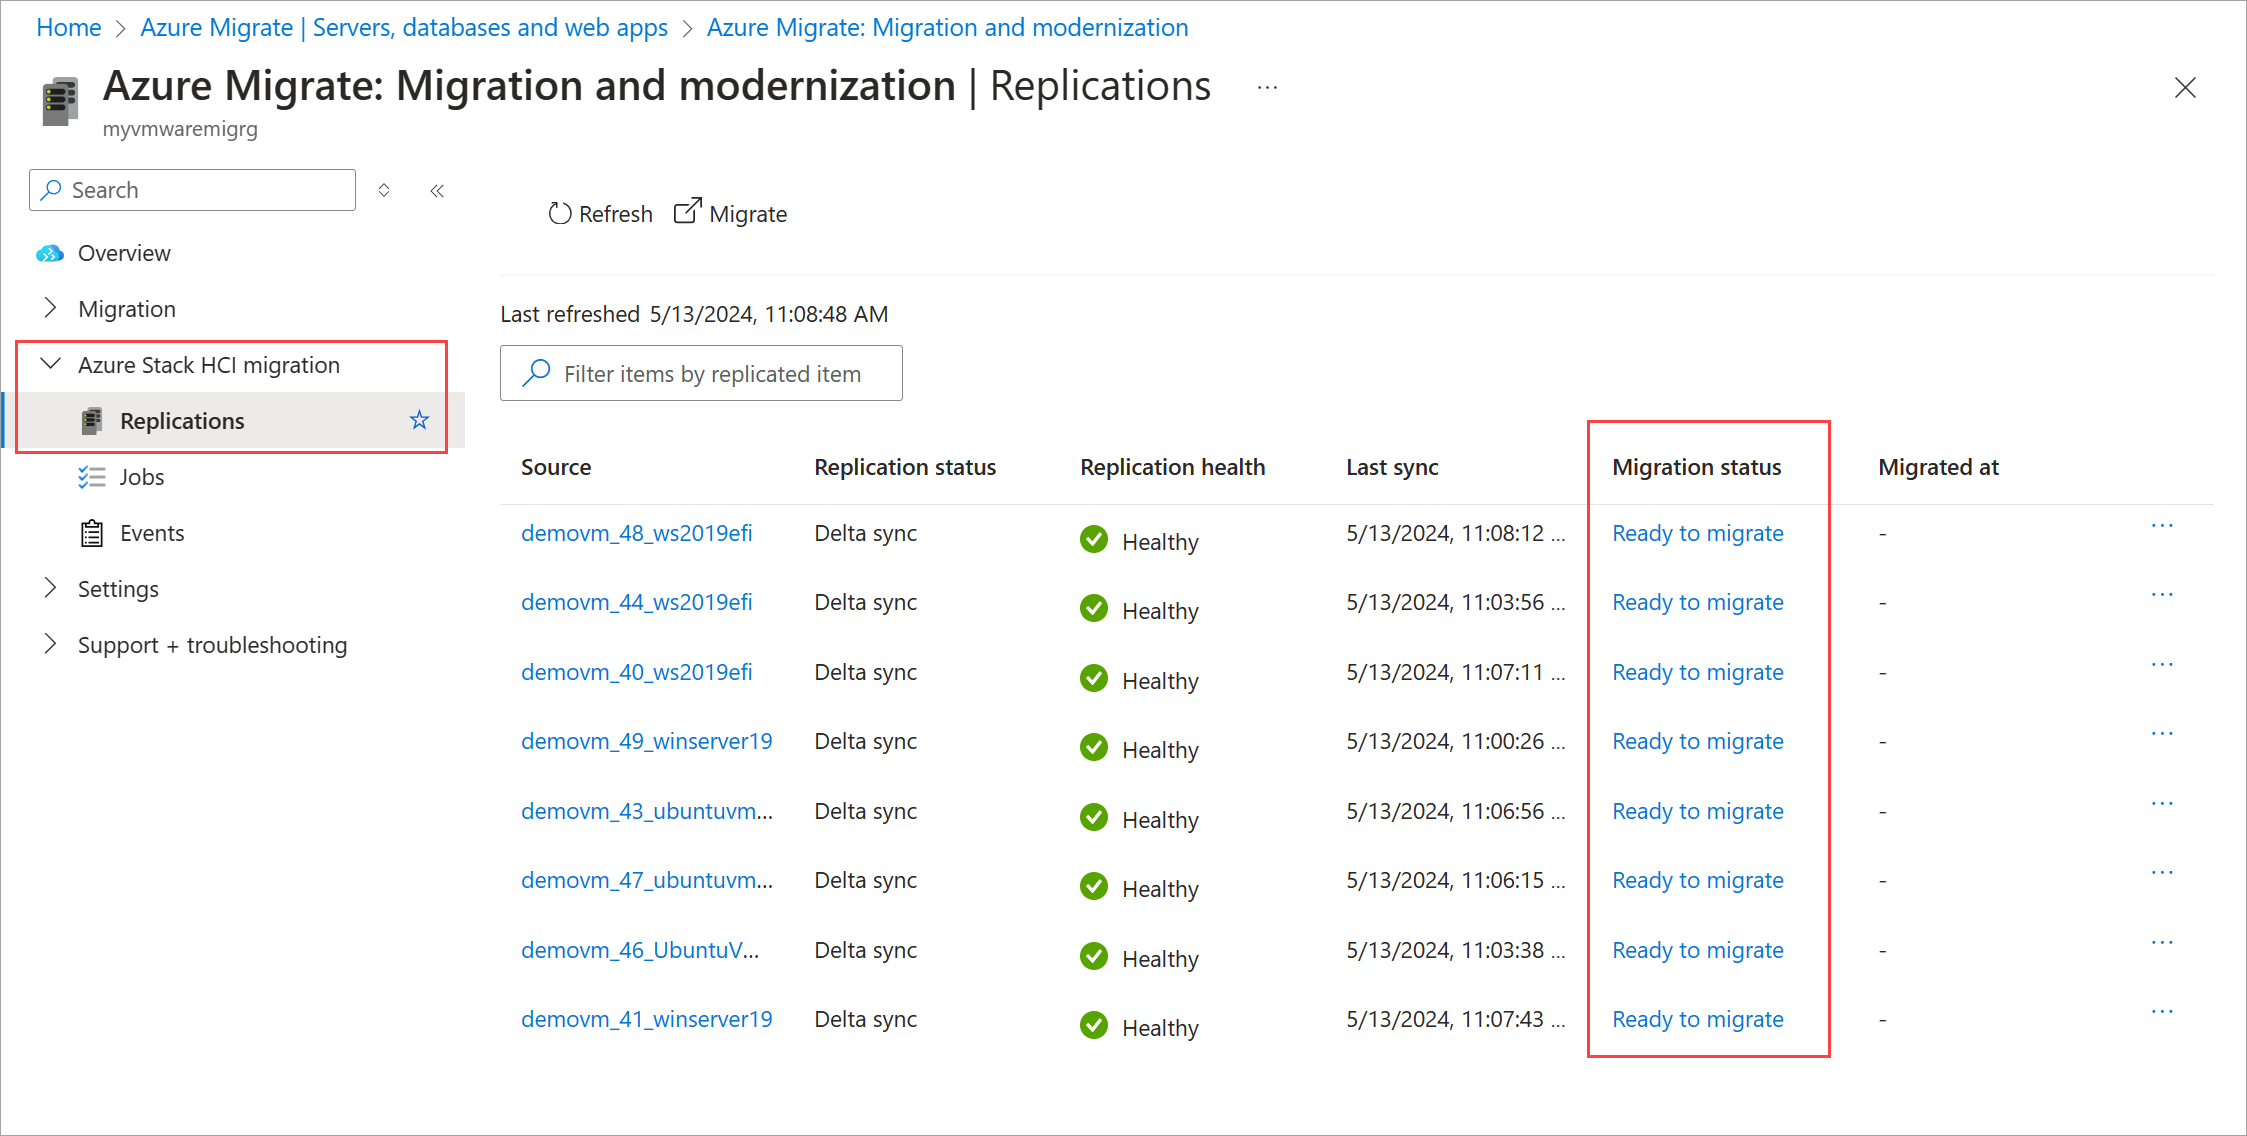 Home > Azure Migrate | Servers, databases and web apps > Azure Migrate: Migration and modernization
Azure Migrate: Migration and modernization | Replications ...
myvmwaremigrg
Search
Overview
Migration
Azure Stack HCI migration
Replications
Jobs
Events
Settings
Support + troubleshooting
Refresh Migrate
Last refreshed 5/13/2024, 11:08:48 AM
Filter items by replicated item
Source Replication status Replication health Last sync Migration status Migrated at
demovm_48_ws2019efi Delta sync Healthy 5/13/2024, 11:08:12 ... Ready to migrate - ...
demovm_44_ws2019efi Delta sync Healthy 5/13/2024, 11:03:56 ... Ready to migrate - ...
demovm_40_ws2019efi Delta sync Healthy 5/13/2024, 11:07:11 ... Ready to migrate - ...
demovm_49_winserver19 Delta sync Healthy 5/13/2024, 11:00:26 ... Ready to migrate - ...
demovm_43_ubuntuvm... Delta sync Healthy 5/13/2024, 11:06:56 ... Ready to migrate - ...
demovm_47_ubuntuvm... Delta sync Healthy 5/13/2024, 11:06:15 ... Ready to migrate - ...
demovm_46_UbuntuV... Delta sync Healthy 5/13/2024, 11:03:38 ... Ready to migrate - ...
demovm_41_winserver19 Delta sync Healthy 5/13/2024, 11:07:43 ... Ready to migrate - ...